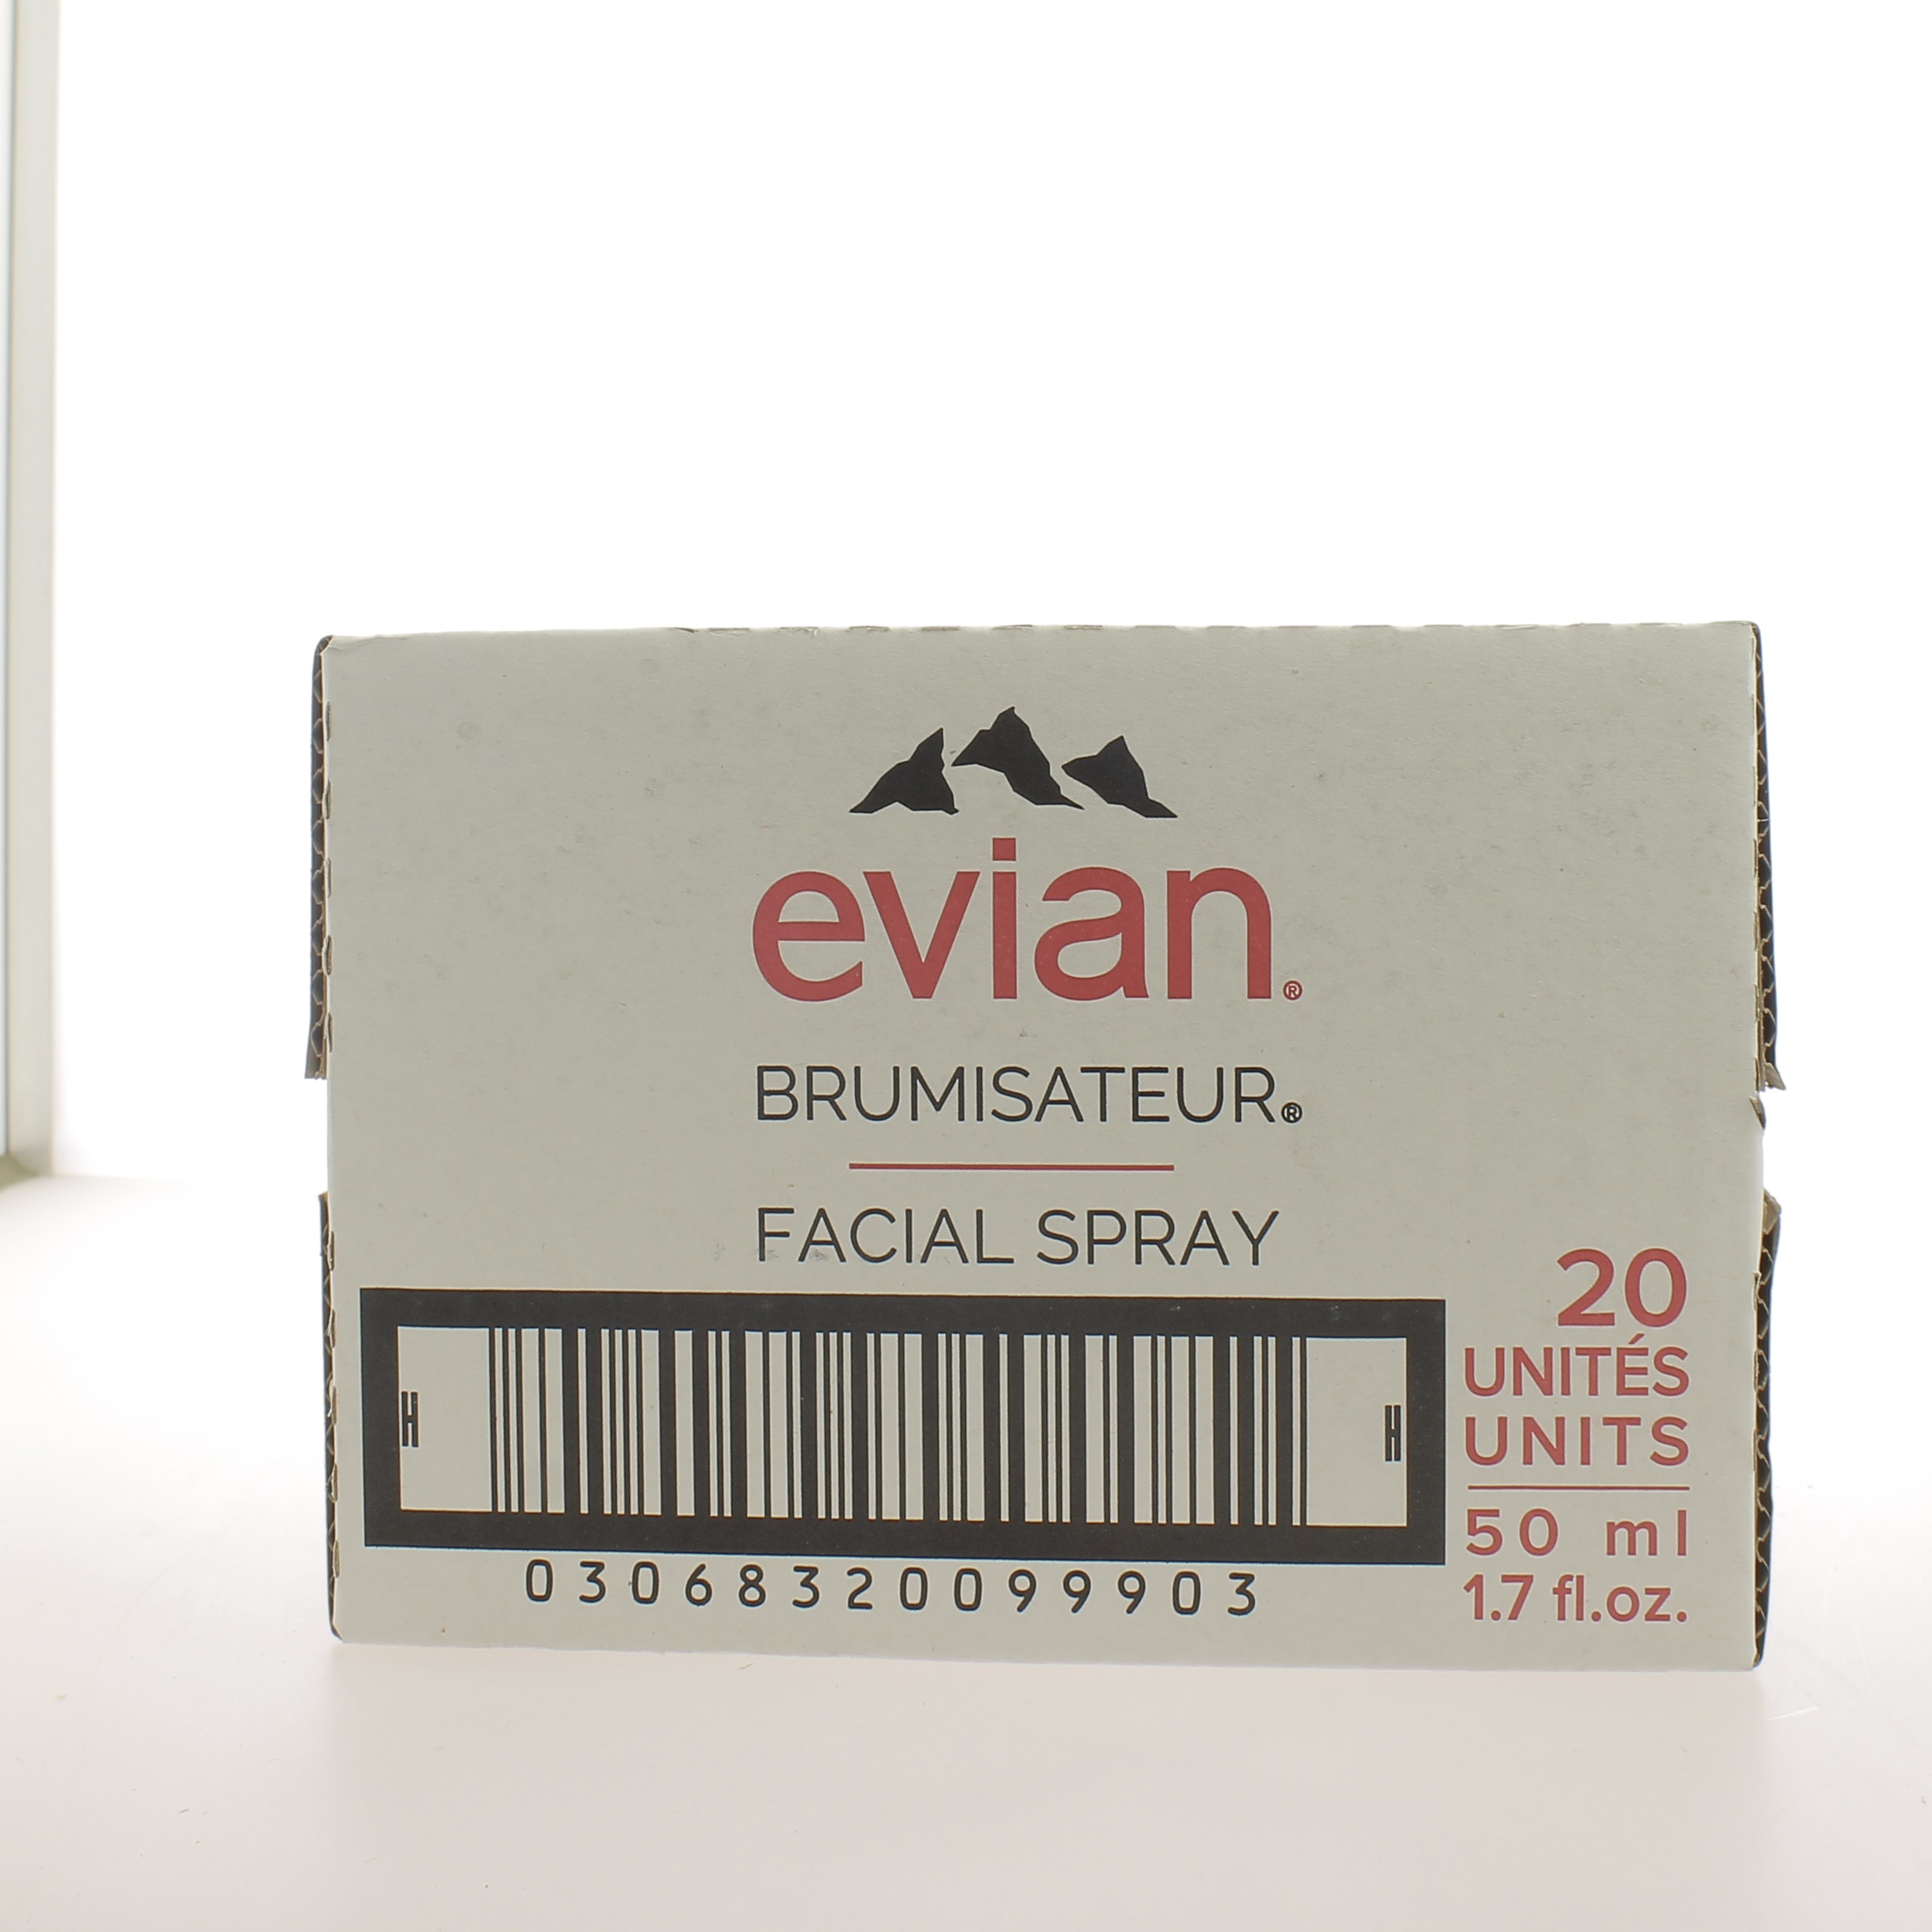 evian®
BRUMISATEUR®
FACIAL SPRAY
20
UNITÉS
UNITS
50 ml
1.7 fl.oz.
H H
03068320099903